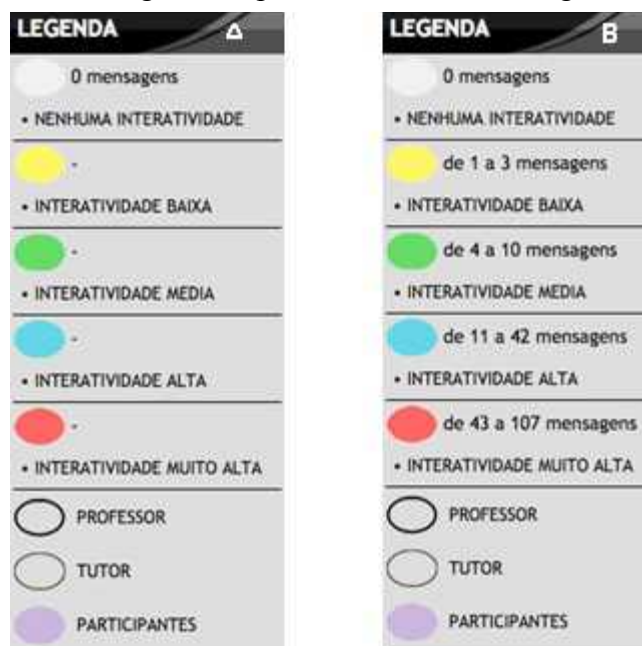 LEGENDA A
0 mensagens
• NENHUMA INTERATIVIDADE
-
• INTERATIVIDADE BAIXA
-
• INTERATIVIDADE MEDIA
-
• INTERATIVIDADE ALTA
-
• INTERATIVIDADE MUITO ALTA
PROFESSOR
TUTOR
PARTICIPANTES
LEGENDA B
0 mensagens
• NENHUMA INTERATIVIDADE
de 1 a 3 mensagens
• INTERATIVIDADE BAIXA
de 4 a 10 mensagens
• INTERATIVIDADE MEDIA
de 11 a 42 mensagens
• INTERATIVIDADE ALTA
de 43 a 107 mensagens
• INTERATIVIDADE MUITO ALTA
PROFESSOR
TUTOR
PARTICIPANTES